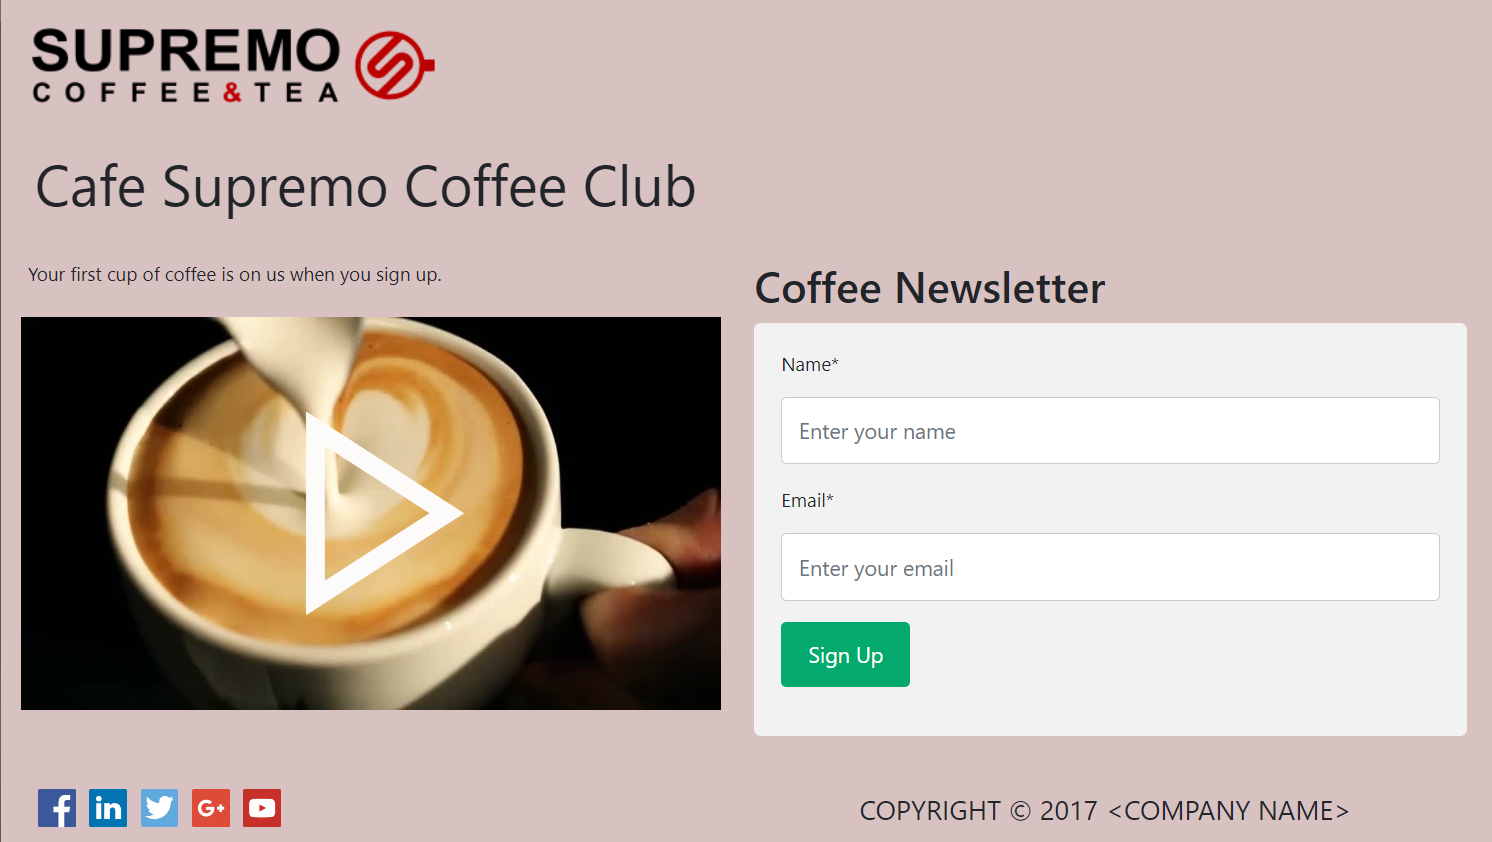 SUPREMO
COFFEE&TEA
Cafe Supremo Coffee Club
Your first cup of coffee is on us when you sign up.
Coffee Newsletter
Name*
Enter your name
Email*
Enter your email
Sign Up
f in G+
COPYRIGHT © 2017 <COMPANY NAME>